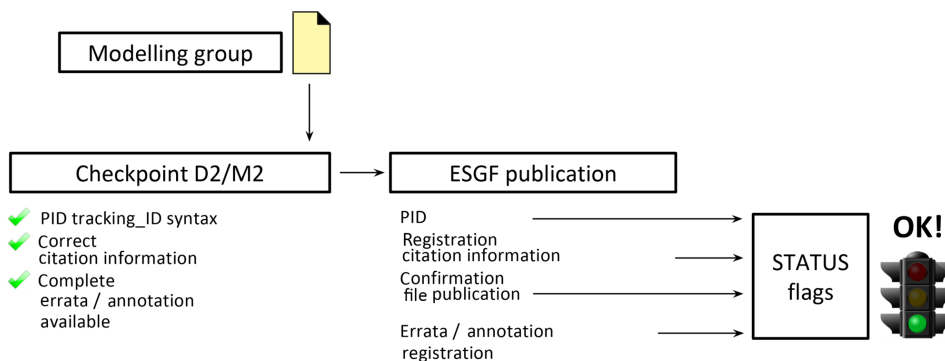 Modelling group
Checkpoint D2/M2
ESGF publication
PID tracking_ID syntax
Correct
citation information
Complete
errata / annotation
available
PID
Registration
citation information
Confirmation
file publication
Errata / annotation
registration
STATUS
flags
OK!